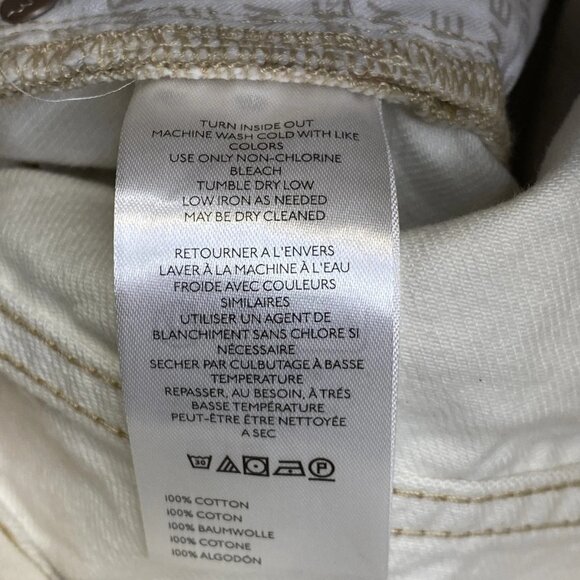 TURN INSIDE OUT
MACHINE WASH COLD WITH LIKE
COLORS
USE ONLY NON-CHLORINE
BLEACH
TUMBLE DRY LOW
LOW IRON AS NEEDED
MAY BE DRY CLEANED
RETOURNER A L'ENVERS
LAVER À LA MACHINE À L'EAU
FROIDE AVEC COULEURS
SIMILAIRES
UTILISER UN AGENT DE
BLANCHIMENT SANS CHLORE SI
NÉCESSAIRE
SECHER PAR CULBUTAGE À BASSE
TEMPERATURE
REPASSER, AU BESOIN, À TRÉS
BASSE TEMPÉRATURE
PEUT-ÊTRE ÊTRE NETTOYÉE
A SEC
30 P
100% COTTON
100% COTON
100% BAUMWOLLE
100% COTONE
100% ALGODÓN